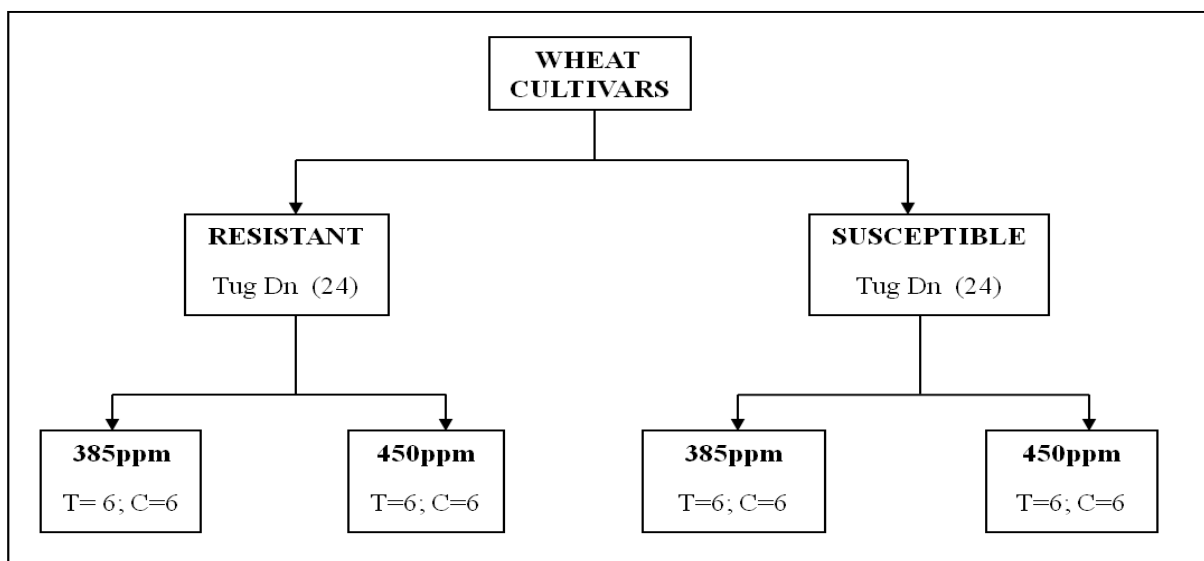 WHEAT
CULTIVARS
RESISTANT
Tug Dn (24)
SUSCEPTIBLE
Tug Dn (24)
385ppm
T= 6; C=6
450ppm
T=6; C=6
385ppm
T=6; C=6
450ppm
T=6; C=6